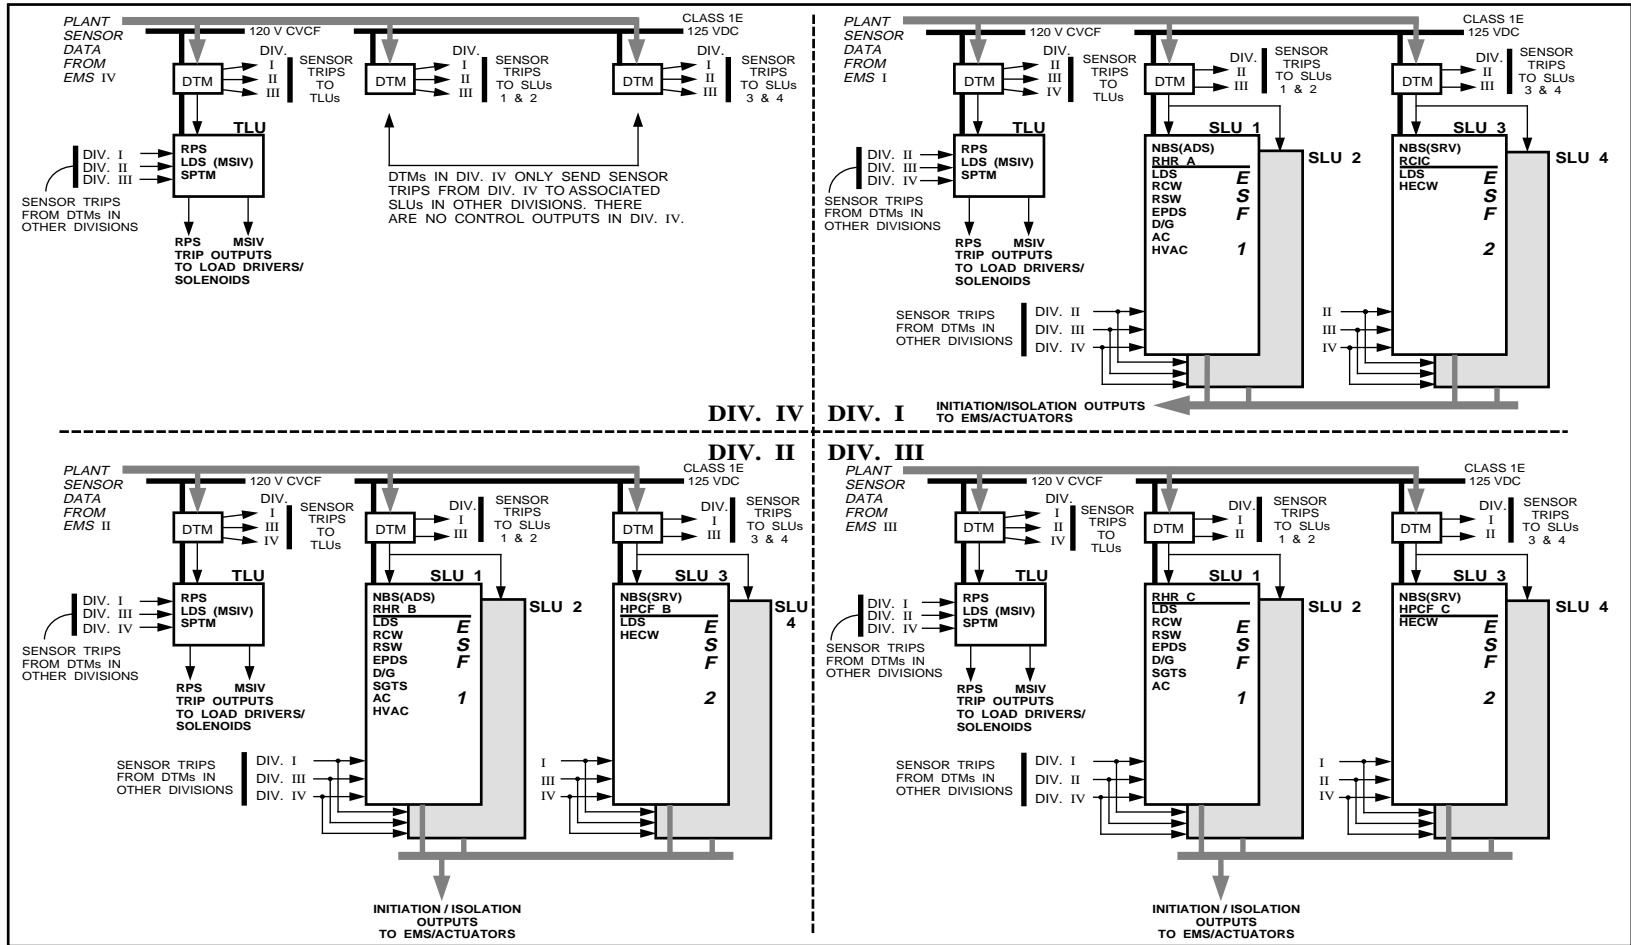 PLANT
SENSOR
DATA
FROM
EMS IV
120 V CVCF
CLASS 1E
125 VDC
DTM
DIV.
I
II
III
SENSOR
TRIPS
TO
TLUs
DTM
DIV.
I
II
III
SENSOR
TRIPS
TO SLUs
1 & 2
DTM
DIV.
I
II
III
SENSOR
TRIPS
TO SLUs
3 & 4
TLU
RPS
LDS (MSIV)
SPTM
DIV. I
DIV. II
DIV. III
SENSOR TRIPS
FROM DTMs IN
OTHER DIVISIONS
RPS MSIV
TRIP OUTPUTS
TO LOAD DRIVERS/
SOLENOIDS
DTMs IN DIV. IV ONLY SEND SENSOR
TRIPS FROM DIV. IV TO ASSOCIATED
SLUs IN OTHER DIVISIONS. THERE
ARE NO CONTROL OUTPUTS IN DIV. IV.
DIV. IV
PLANT
SENSOR
DATA
FROM
EMS I
120 V CVCF
CLASS 1E
125 VDC
DTM
DIV.
II
III
IV
SENSOR
TRIPS
TO
TLUs
DTM
DIV.
II
III
SENSOR
TRIPS
TO SLUs
1 & 2
DTM
DIV.
II
III
SENSOR
TRIPS
TO SLUs
3 & 4
TLU
RPS
LDS (MSIV)
SPTM
DIV. II
DIV. III
DIV. IV
SENSOR TRIPS
FROM DTMs IN
OTHER DIVISIONS
RPS MSIV
TRIP OUTPUTS
TO LOAD DRIVERS/
SOLENOIDS
SLU 1
NBS(ADS)
RHR A
LDS
RCW
RSW
EPDS
D/G
AC
HVAC
E
S
F
1
SLU 2
SLU 3
NBS(SRV)
RCIC
LDS
HECW
E
S
F
2
SLU 4
SENSOR TRIPS
FROM DTMs IN
OTHER DIVISIONS
DIV. II
DIV. III
DIV. IV
II
III
IV
DIV. I
INITIATION/ISOLATION OUTPUTS
TO EMS/ACTUATORS
DIV. II
PLANT
SENSOR
DATA
FROM
EMS II
120 V CVCF
CLASS 1E
125 VDC
DTM
DIV.
I
III
IV
SENSOR
TRIPS
TO
TLUs
DTM
DIV.
I
III
SENSOR
TRIPS
TO SLUs
1 & 2
DTM
DIV.
I
III
SENSOR
TRIPS
TO SLUs
3 & 4
TLU
RPS
LDS (MSIV)
SPTM
DIV. I
DIV. III
DIV. IV
SENSOR TRIPS
FROM DTMs IN
OTHER DIVISIONS
RPS MSIV
TRIP OUTPUTS
TO LOAD DRIVERS/
SOLENOIDS
SLU 1
NBS(ADS)
RHR B
LDS
RCW
RSW
EPDS
D/G
SGTS
AC
HVAC
E
S
F
1
SLU 2
SLU 3
NBS(SRV)
HPCF B
LDS
HECW
E
S
F
2
SLU
4
SENSOR TRIPS
FROM DTMs IN
OTHER DIVISIONS
DIV. I
DIV. III
DIV. IV
I
III
IV
INITIATION / ISOLATION
OUTPUTS
TO EMS/ACTUATORS
DIV. III
PLANT
SENSOR
DATA
FROM
EMS III
120 V CVCF
CLASS 1E
125 VDC
DTM
DIV.
I
II
IV
SENSOR
TRIPS
TO
TLUs
DTM
DIV.
I
II
SENSOR
TRIPS
TO SLUs
1 & 2
DTM
DIV.
I
II
SENSOR
TRIPS
TO SLUs
3 & 4
TLU
RPS
LDS (MSIV)
SPTM
DIV. I
DIV. II
DIV. IV
SENSOR TRIPS
FROM DTMs IN
OTHER DIVISIONS
RPS MSIV
TRIP OUTPUTS
TO LOAD DRIVERS/
SOLENOIDS
SLU 1
RHR C
LDS
RCW
RSW
EPDS
D/G
SGTS
AC
E
S
F
1
SLU 2
SLU 3
NBS(SRV)
HPCF C
HECW
E
S
F
2
SLU 4
SENSOR TRIPS
FROM DTMs IN
OTHER DIVISIONS
DIV. I
DIV. II
DIV. IV
I
II
IV
INITIATION / ISOLATION
OUTPUTS
TO EMS/ACTUATORS